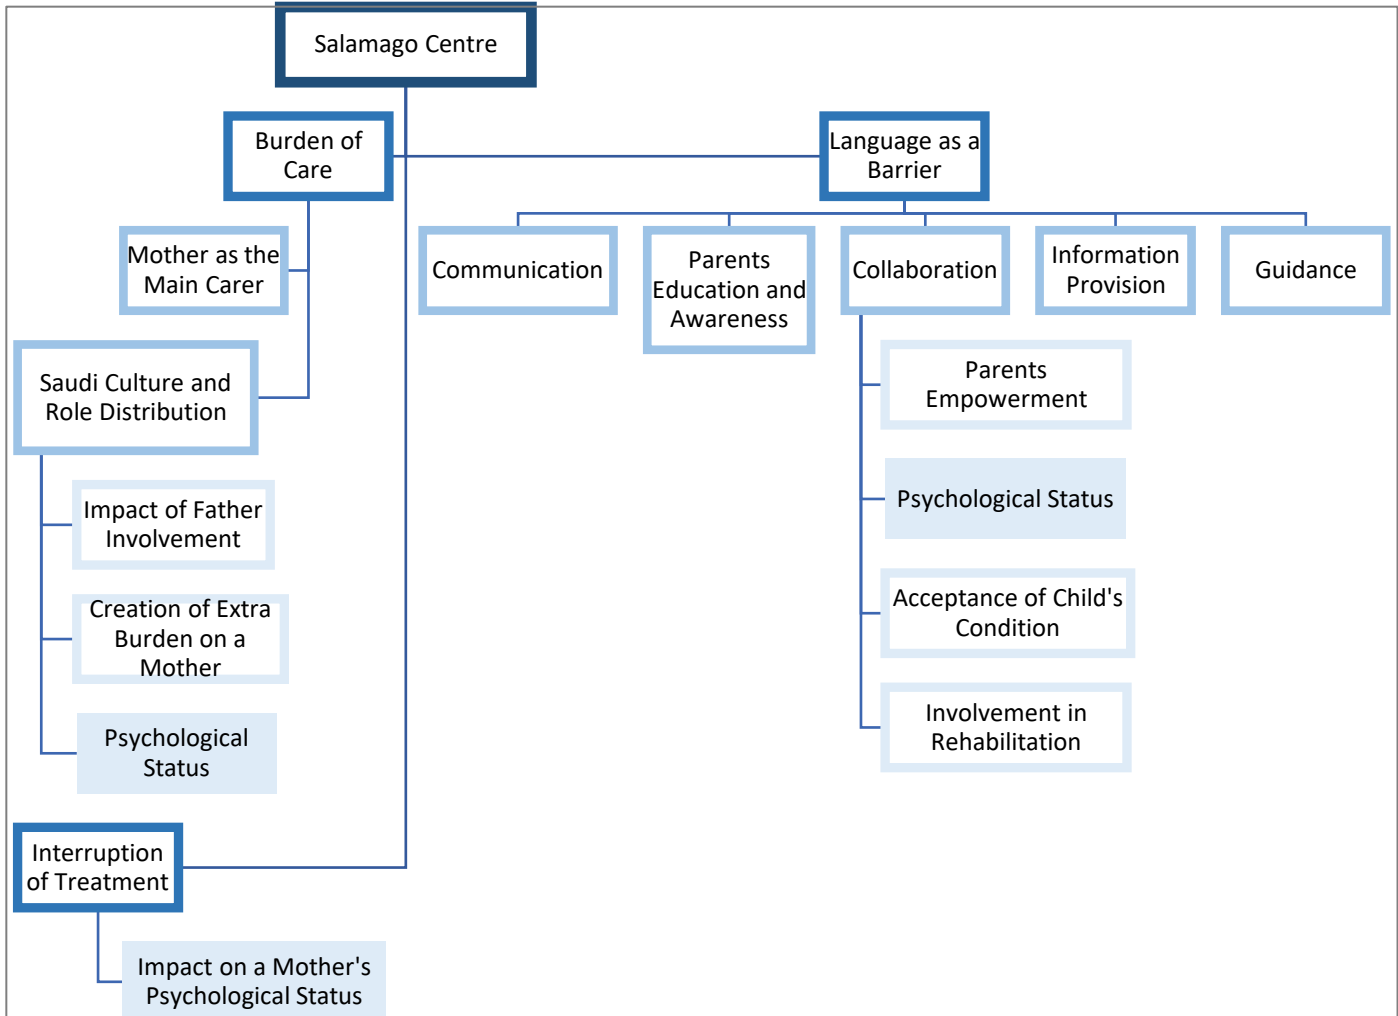 Salamago Centre
Burden of
Care
Language as a
Barrier
Mother as the
Main Carer
Communication
Parents
Education and
Awareness
Collaboration
Information
Provision
Guidance
Saudi Culture and
Role Distribution
Parents
Empowerment
Impact of Father
Involvement
Psychological Status
Creation of Extra
Burden on a
Mother
Acceptance of Child's
Condition
Psychological
Status
Involvement in
Rehabilitation
Interruption
of Treatment
Impact on a Mother's
Psychological Status